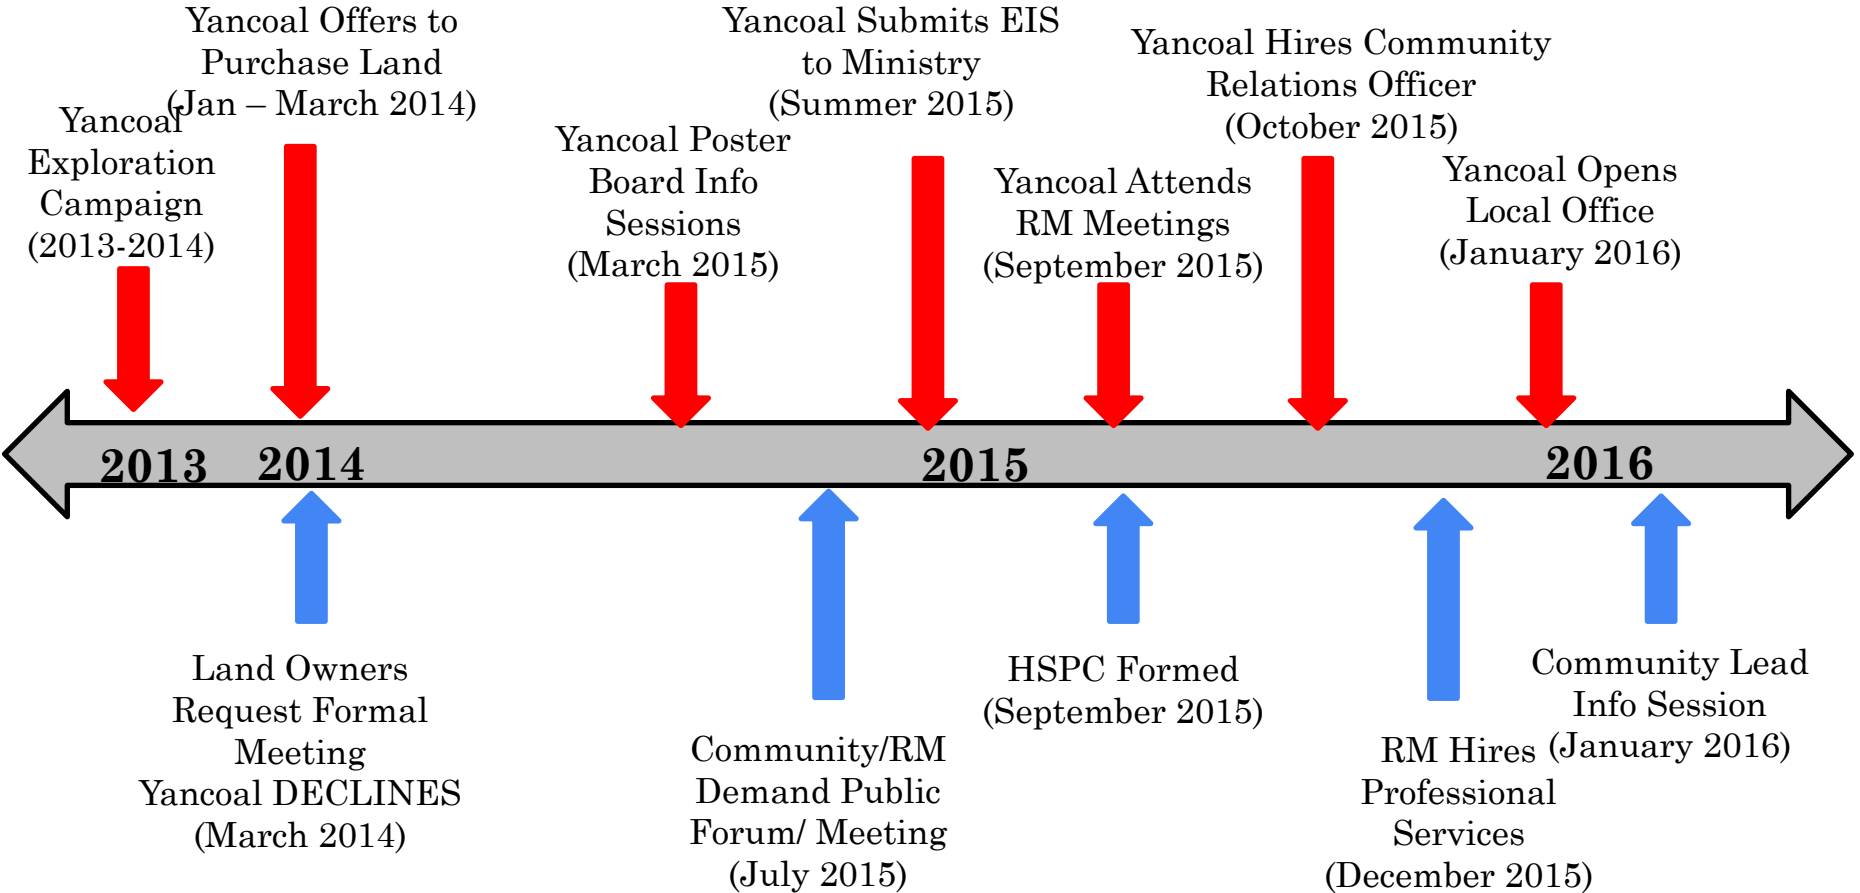 Yancoal Offers to
Purchase Land
(Jan – March 2014)
Yancoal
Exploration
Campaign
(2013-2014)
Yancoal Poster
Board Info
Sessions
(March 2015)
Yancoal Submits EIS
to Ministry
(Summer 2015)
Yancoal Attends
RM Meetings
(September 2015)
Yancoal Hires Community
Relations Officer
(October 2015)
Yancoal Opens
Local Office
(January 2016)
2013 2014 2015 2016
Land Owners
Request Formal
Meeting
Yancoal DECLINES
(March 2014)
Community/RM
Demand Public
Forum/ Meeting
(July 2015)
HSPC Formed
(September 2015)
RM Hires
Professional
Services
(December 2015)
Community Lead
Info Session
(January 2016)